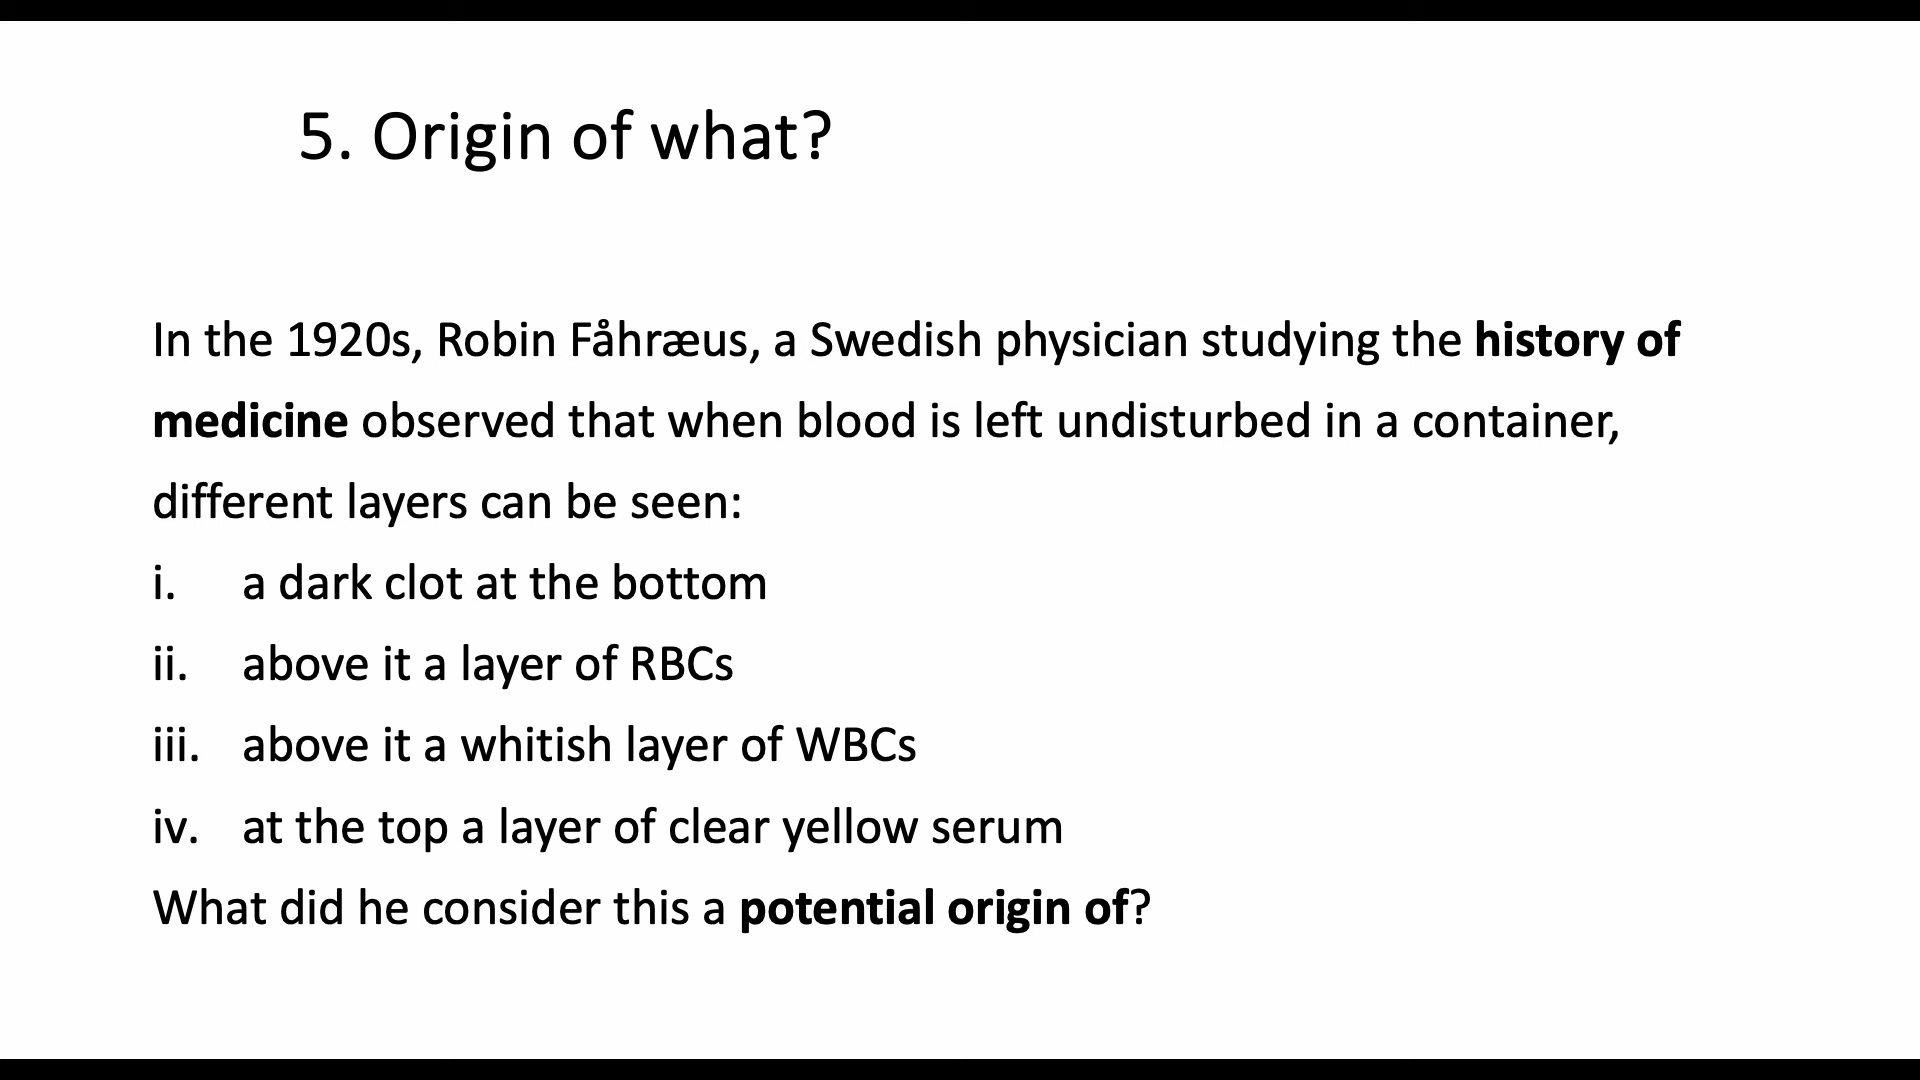 5. Origin of what?
In the 1920s, Robin Fåhræus, a Swedish physician studying the history of
medicine observed that when blood is left undisturbed in a container,
different layers can be seen:
i. a dark clot at the bottom
ii. above it a layer of RBCs
iii. above it a whitish layer of WBCs
iv. at the top a layer of clear yellow serum
What did he consider this a potential origin of?